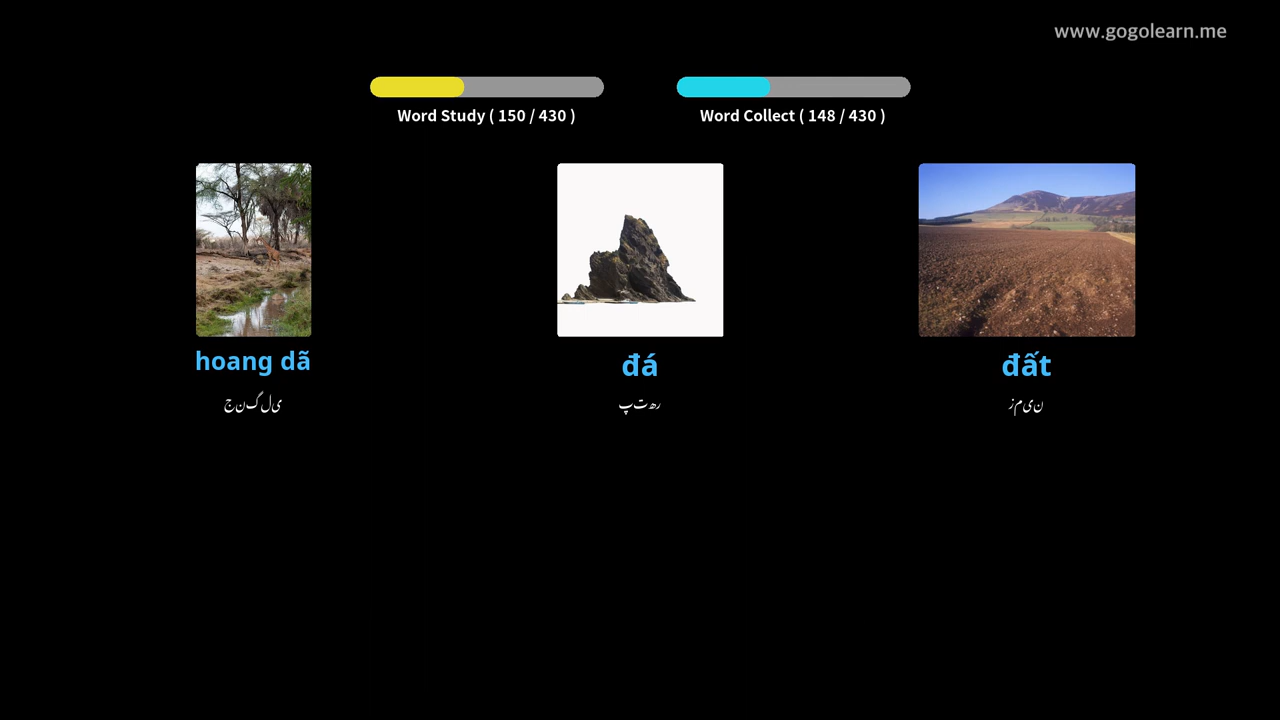 www.gogolearn.me
Word Study ( 150 / 430 )
Word Collect ( 148 / 430 )
hoang dã
đá
đất
جنگلی
پتھر
زمین